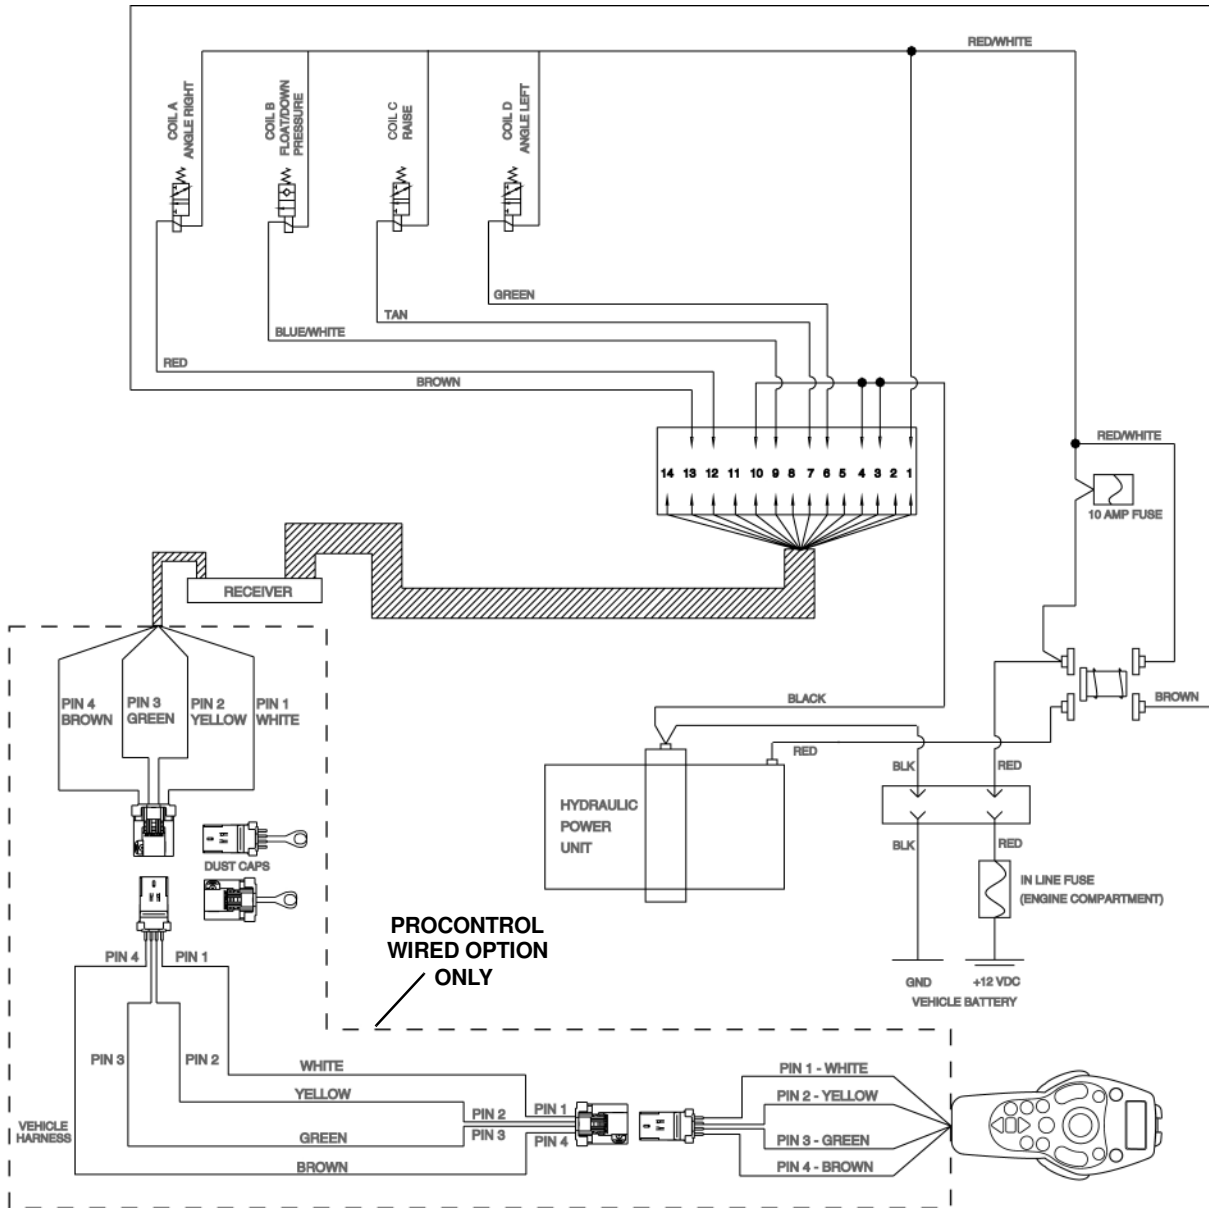 RED/WHITE
COIL A
ANGLE RIGHT
COIL B
FLOAT/DOWN
PRESSURE
COIL C
RAISE
COIL D
ANGLE LEFT
GREEN
TAN
BLUE/WHITE
RED
BROWN
RED/WHITE
14 13 12 11 10 9 8 7 6 5 4 3 2 1
10 AMP FUSE
RECEIVER
PIN 4
BROWN
PIN 3
GREEN
PIN 2
YELLOW
PIN 1
WHITE
BLACK
BROWN
RED
BLK
RED
HYDRAULIC
POWER
UNIT
BLK
RED
DUST CAPS
IN LINE FUSE
(ENGINE COMPARTMENT)
PROCONTROL
WIRED OPTION
ONLY
PIN 4
PIN 1
GND
+12 VDC
VEHICLE BATTERY
PIN 3
PIN 2
WHITE
YELLOW
GREEN
BROWN
VEHICLE
HARNESS
PIN 1
PIN 2
PIN 3
PIN 4
PIN 1 - WHITE
PIN 2 - YELLOW
PIN 3 - GREEN
PIN 4 - BROWN